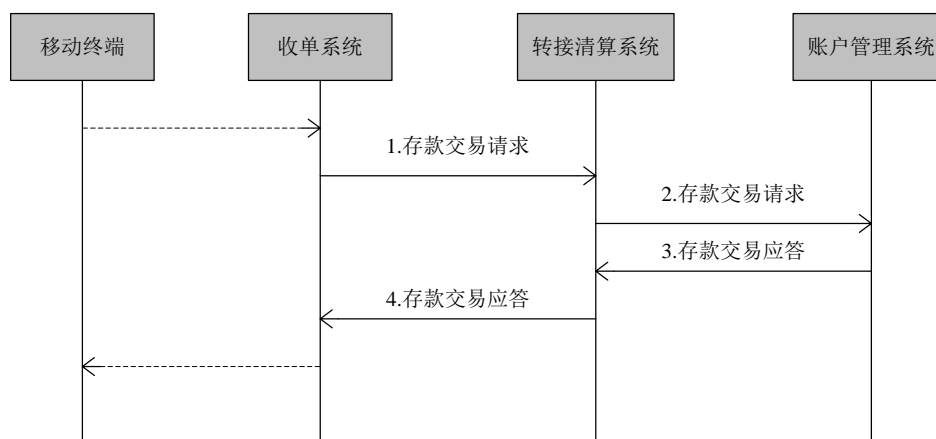 移动终端
收单系统
转接清算系统
账户管理系统
1.存款交易请求
2.存款交易请求
3.存款交易应答
4.存款交易应答